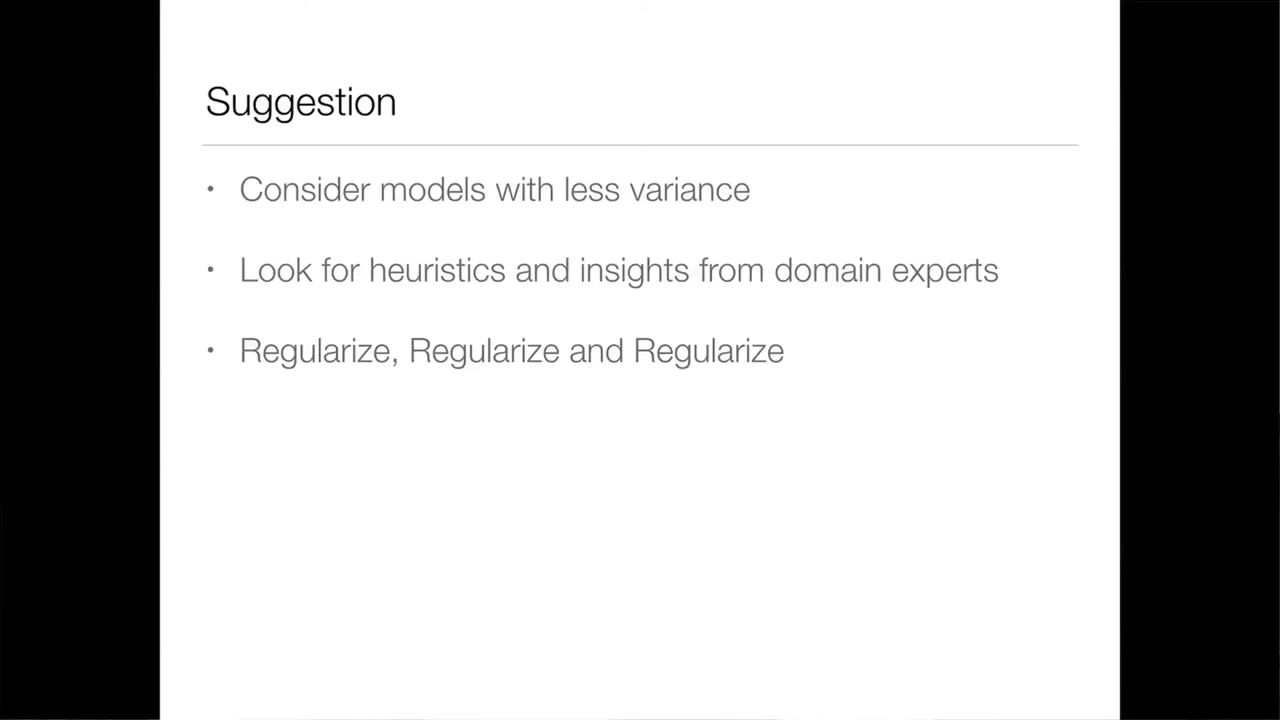 Suggestion
• Consider models with less variance
• Look for heuristics and insights from domain experts
• Regularize, Regularize and Regularize